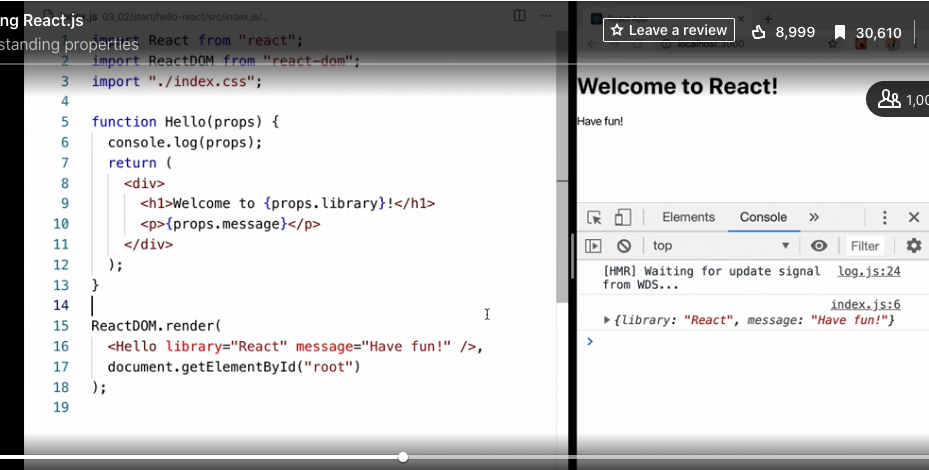 ng React.js
standing properties
.js 03_02/start/hello-react/src/index.js/...
Leave a review
8,999
30,610
1,00
localhost:3000
1 import React from "react";
2 import ReactDOM from "react-dom";
3 import "./index.css";
4
5 function Hello(props) {
6 console.log(props);
7 return (
8 <div>
9 <h1>Welcome to {props.library}!</h1>
10 <p>{props.message}</p>
11 </div>
12 );
13 }
14
15 ReactDOM.render(
16 <Hello library="React" message="Have fun!" />,
17 document.getElementById("root")
18 );
19
Welcome to React!
Have fun!
Elements Console »
top Filter
[HMR] Waiting for update signal log.js:24
from WDS...
index.js:6
{library: "React", message: "Have fun!"}